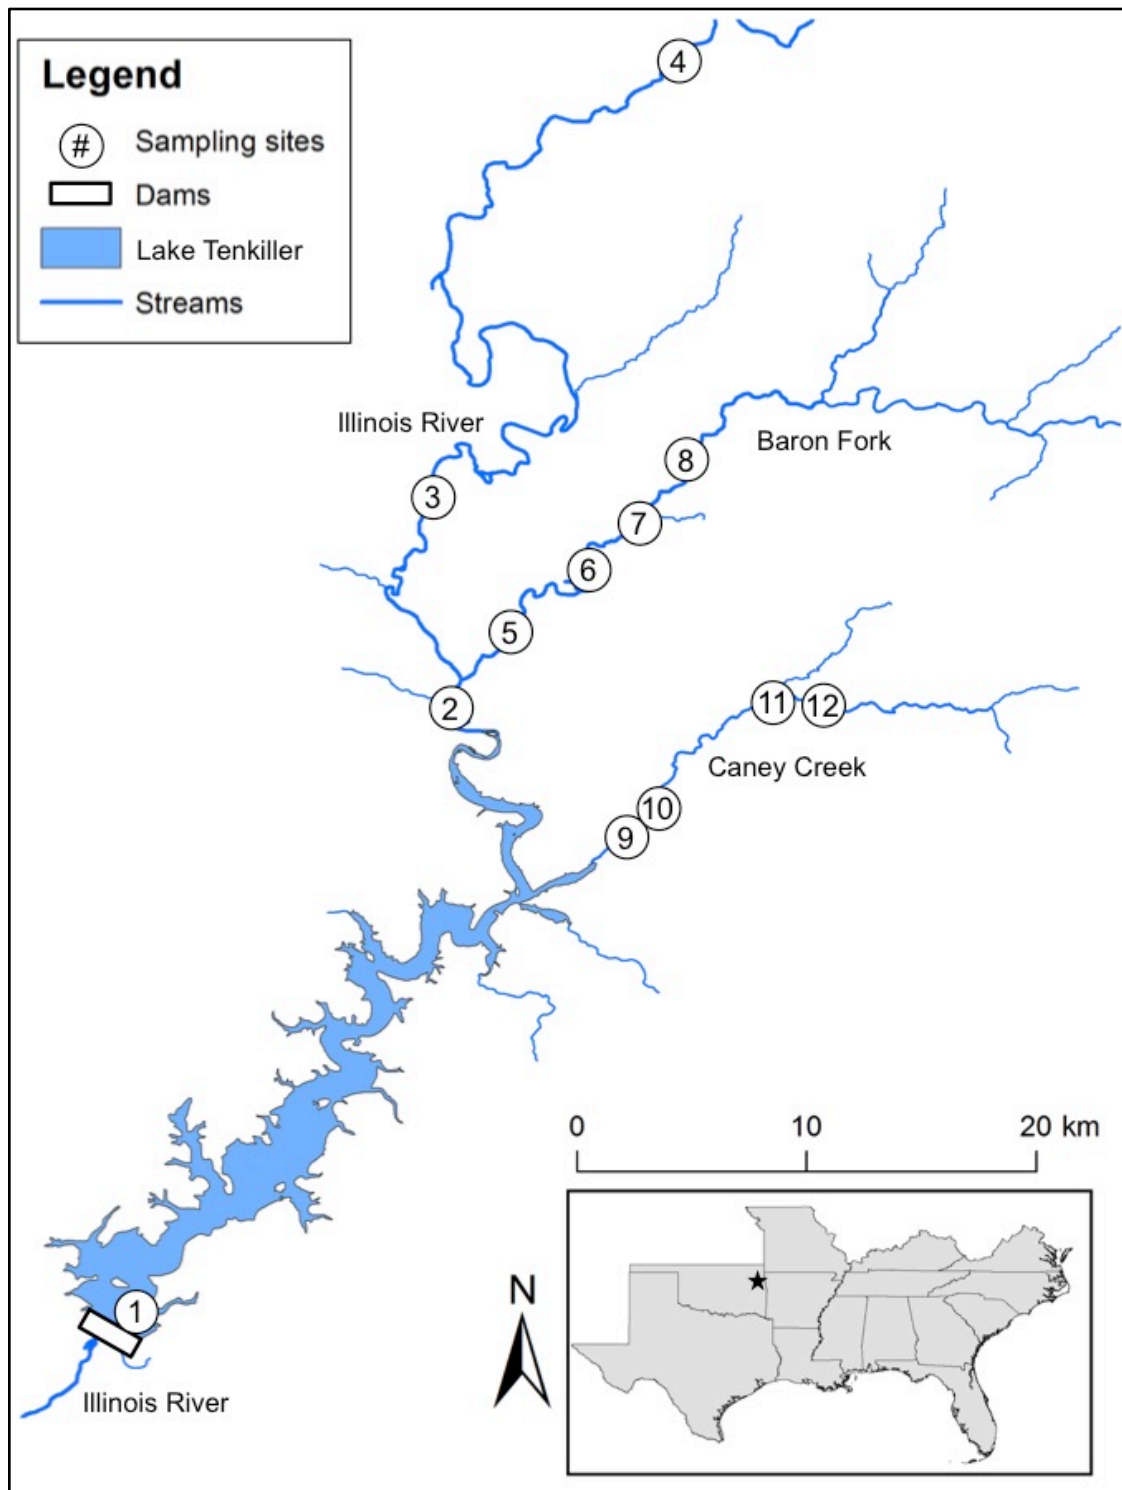 Legend
# Sampling sites
Dams
Lake Tenkiller
Streams
4
Illinois River
Baron Fork
8
3
7
6
5
2
11 12
Caney Creek
10
9
0 10 20 km
N
1
Illinois River